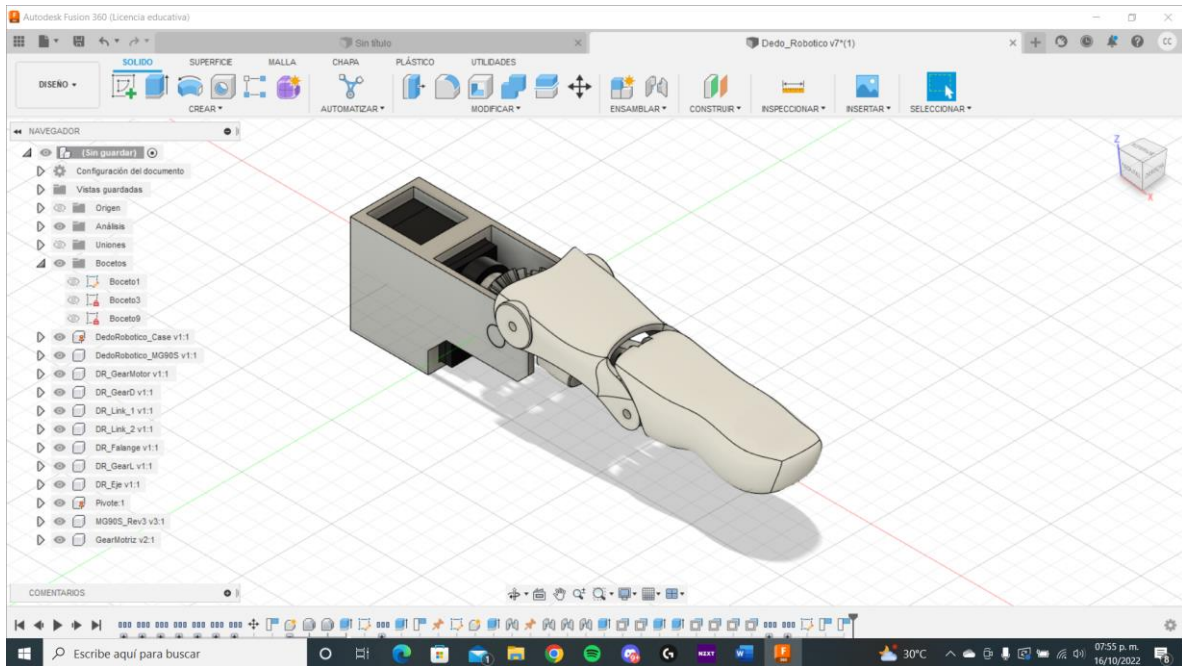 Autodesk Fusion 360 (Licencia educativa)
Sin título
Dedo_Robotico v7*(1)
CC
SOLIDO SUPERFICIE MALLA CHAPA PLÁSTICO UTILIDADES
DISEÑO
CREAR AUTOMATIZAR MODIFICAR ENSAMBLAR CONSTRUIR INSPECCIONAR INSERTAR SELECCIONAR
NAVEGADOR
(Sin guardar)
Configuración del documento
Vistas guardadas
Origen
Análisis
Uniones
Bocetos
Boceto1
Boceto3
Boceto9
DedoRobotico_Case v1:1
DedoRobotico_MG90S v1:1
DR_GearMotor v1:1
DR_GearD v1:1
DR_Link_1 v1:1
DR_Link_2 v1:1
DR_Falange v1:1
DR_GearL v1:1
DR_Eje v1:1
Pivote:1
MG90S_Rev3 v3:1
GearMotriz v2:1
Z
X
COMENTARIOS
Escribe aquí para buscar
NZXT
30°C
07:55 p. m.
16/10/2022